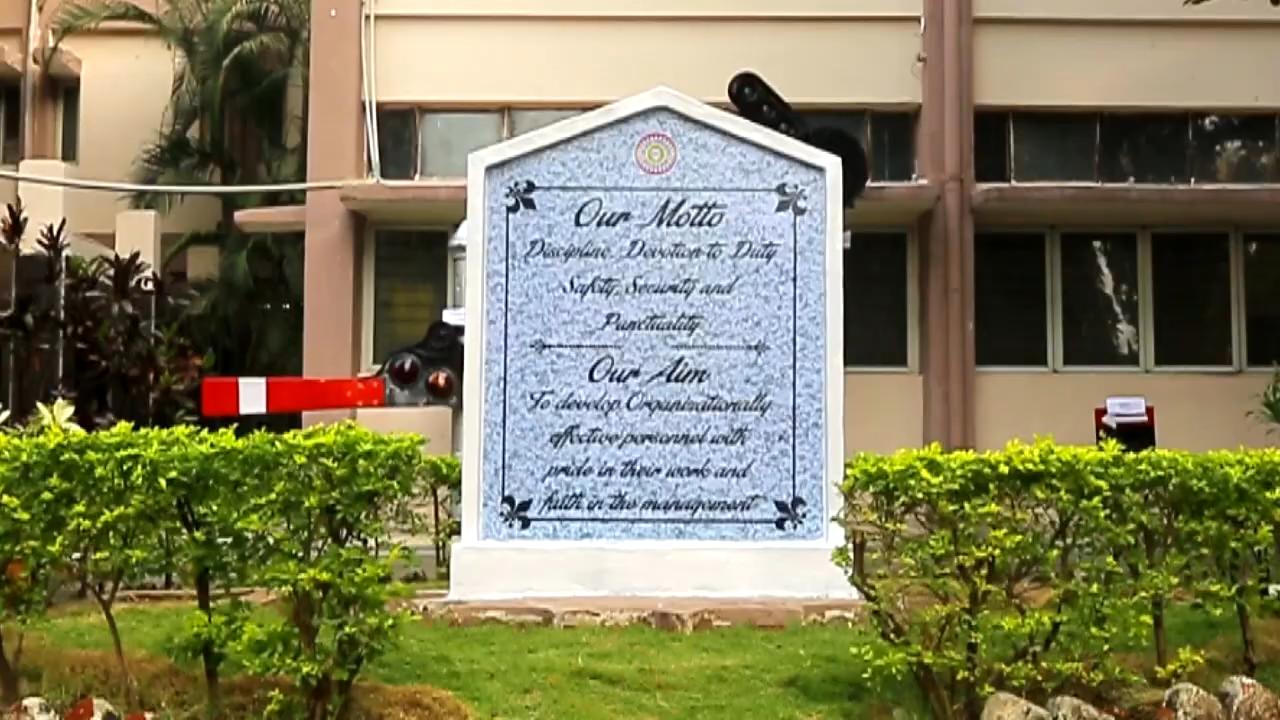 Our Motto
Discipline, Devotion to Duty
Safety, Security and
Punctuality
Our Aim
To develop Organizationally
effective personnel with
pride in their work and
faith in the management